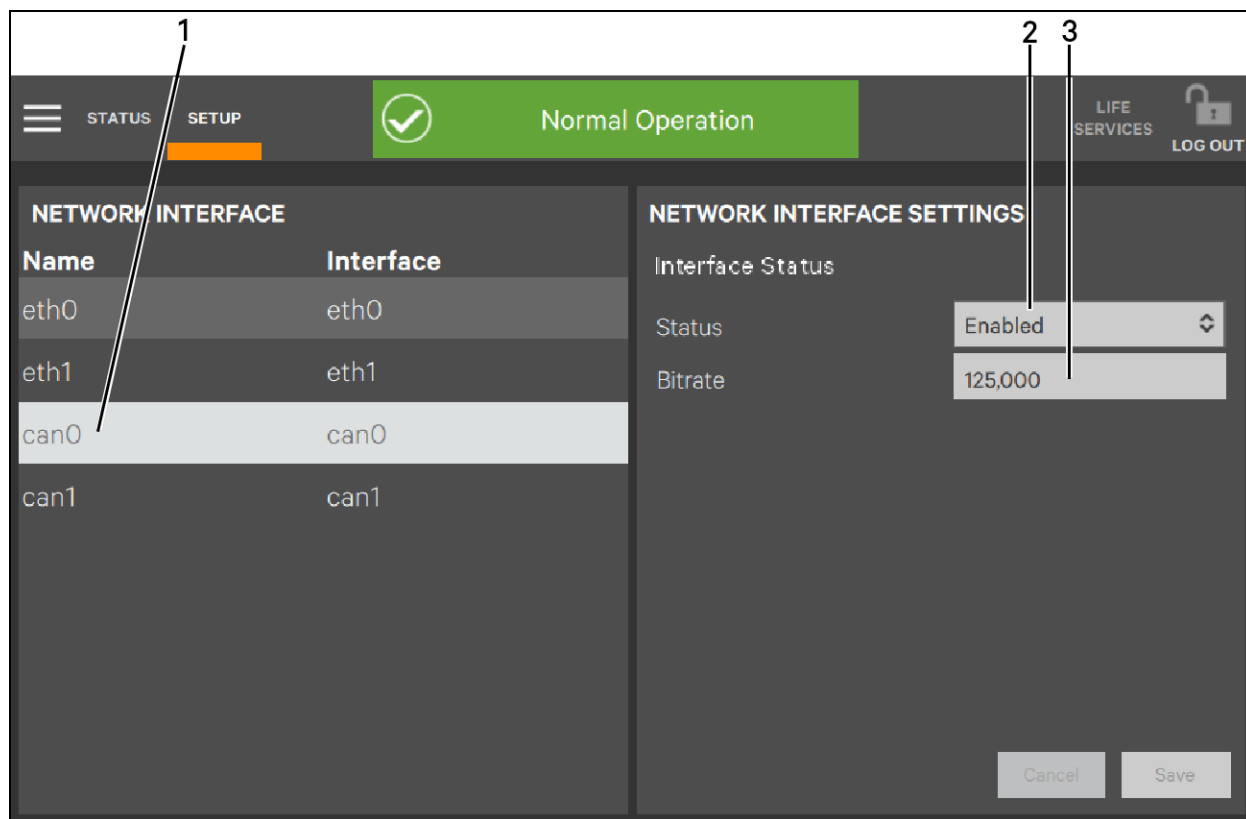 1 2 3
STATUS SETUP Normal Operation LIFE
SERVICES
LOG OUT
NETWORK INTERFACE
Name Interface
eth0 eth0
eth1 eth1
can0 can0
can1 can1
NETWORK INTERFACE SETTINGS
Interface Status
Status Enabled
Bitrate 125,000
Cancel Save